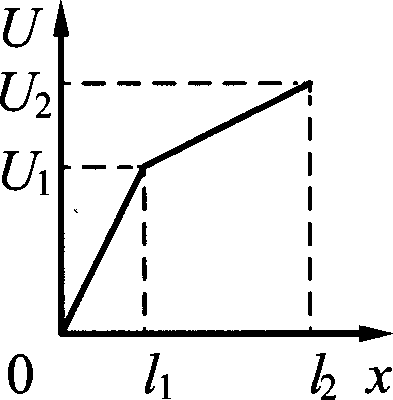 U
U₂
U₁
0 l₁ l₂ x